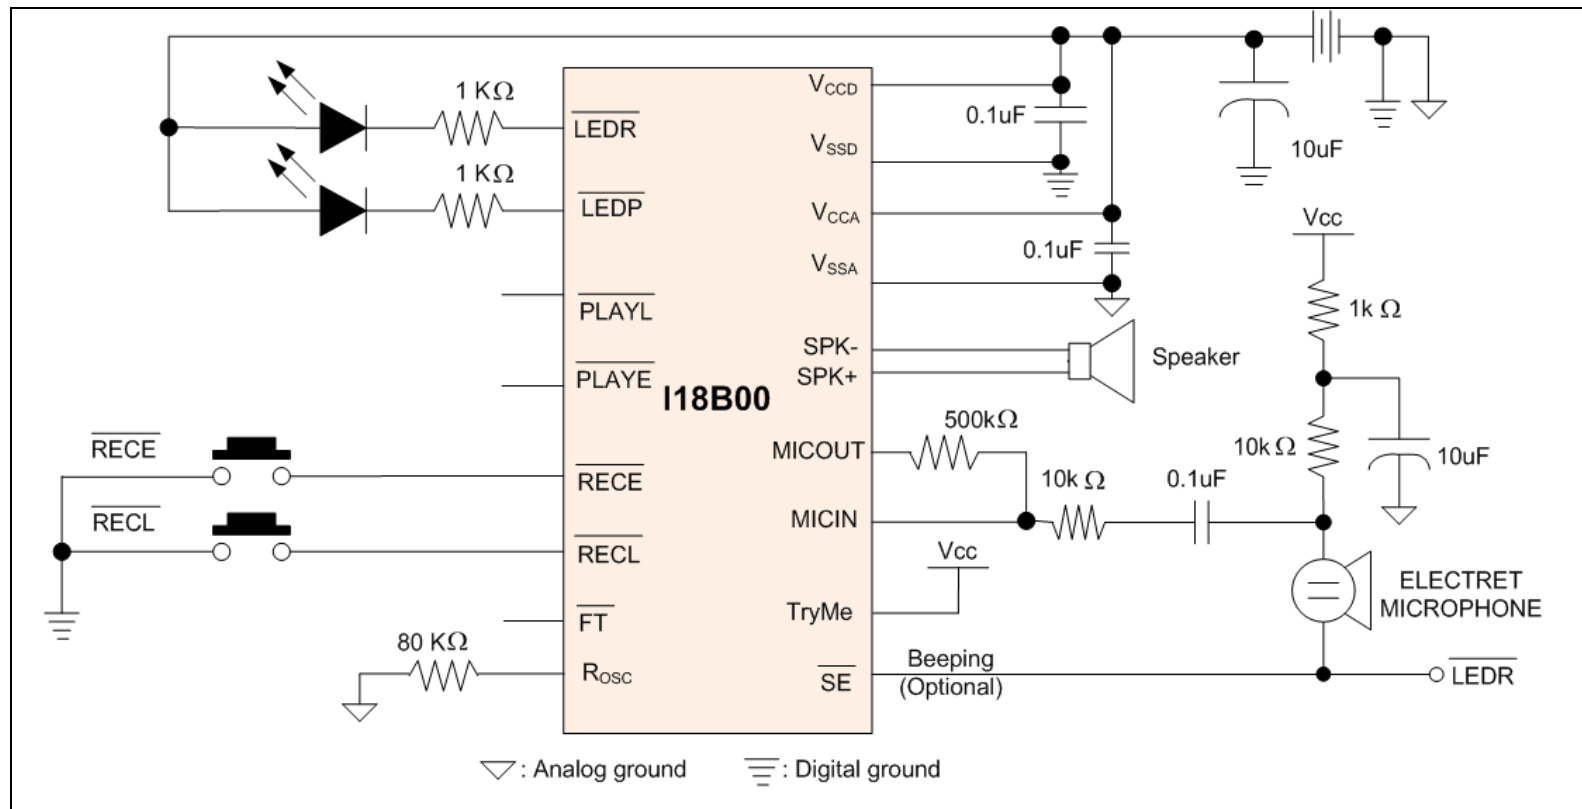 1 KΩ
LEDR
1 KΩ
LEDP
PLAYL
PLAYE
RECE
RECE
RECL
RECL
FT
80 KΩ
ROSC
I18B00
VCCD
0.1uF
VSSD
VCCA
0.1uF
VSSA
SPK-
SPK+
Speaker
MICOUT
500kΩ
MICIN
10k Ω
0.1uF
TryMe
Vcc
SE
Beeping
(Optional)
10uF
Vcc
1k Ω
10k Ω
10uF
ELECTRET
MICROPHONE
LEDR
: Analog ground
: Digital ground